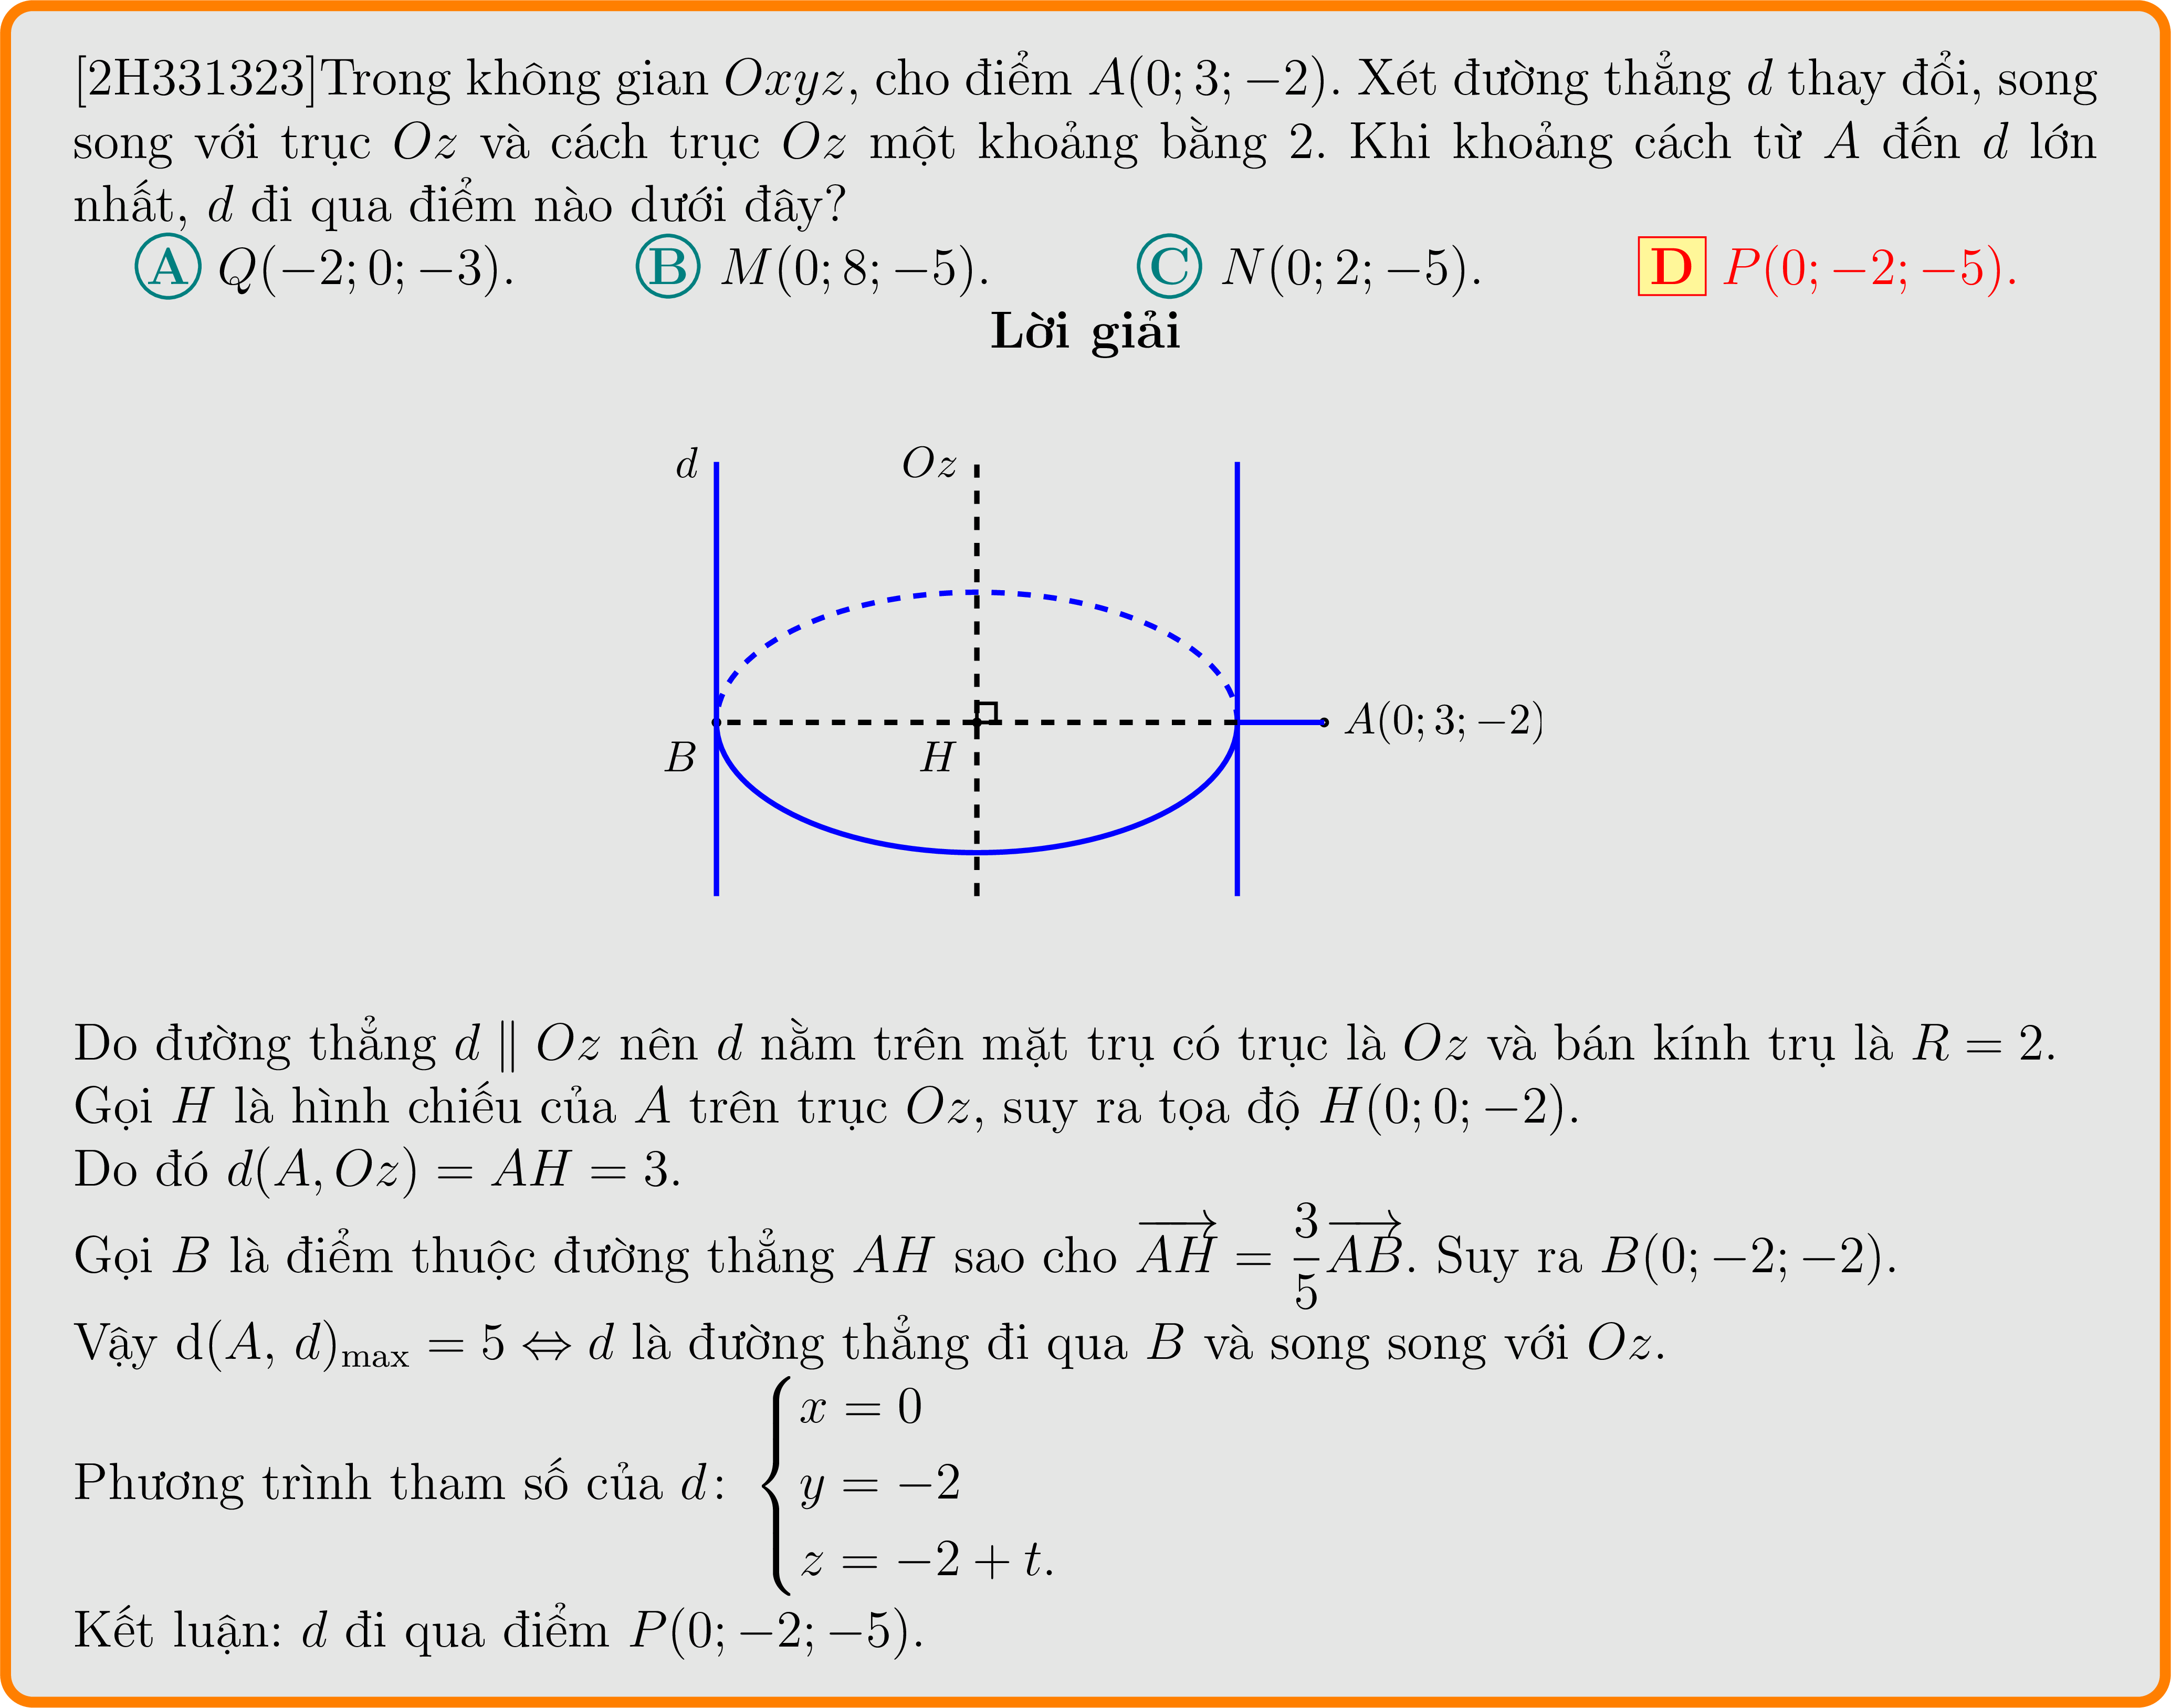 [2H331323]Trong không gian Oxyz, cho điểm A(0; 3; −2). Xét đường thẳng d thay đổi, song
song với trục Oz và cách trục Oz một khoảng bằng 2. Khi khoảng cách từ A đến d lớn
nhất, d đi qua điểm nào dưới đây?
A Q(−2; 0; −3). B M(0; 8; −5). C N(0; 2; −5). D P(0; −2; −5).
Lời giải
d Oz
A(0; 3; −2)
B H
Do đường thẳng d ∥ Oz nên d nằm trên mặt trụ có trục là Oz và bán kính trụ là R = 2.
Gọi H là hình chiếu của A trên trục Oz, suy ra tọa độ H(0; 0; −2).
Do đó d(A, Oz) = AH = 3.
Gọi B là điểm thuộc đường thẳng AH sao cho \overrightarrow{AH} = \frac{3}{5}\overrightarrow{AB}. Suy ra B(0; −2; −2).
Vậy d(A, d)_{max} = 5 ⇔ d là đường thẳng đi qua B và song song với Oz.
x = 0
Phương trình tham số của d: { y = −2
z = −2 + t.
Kết luận: d đi qua điểm P(0; −2; −5).